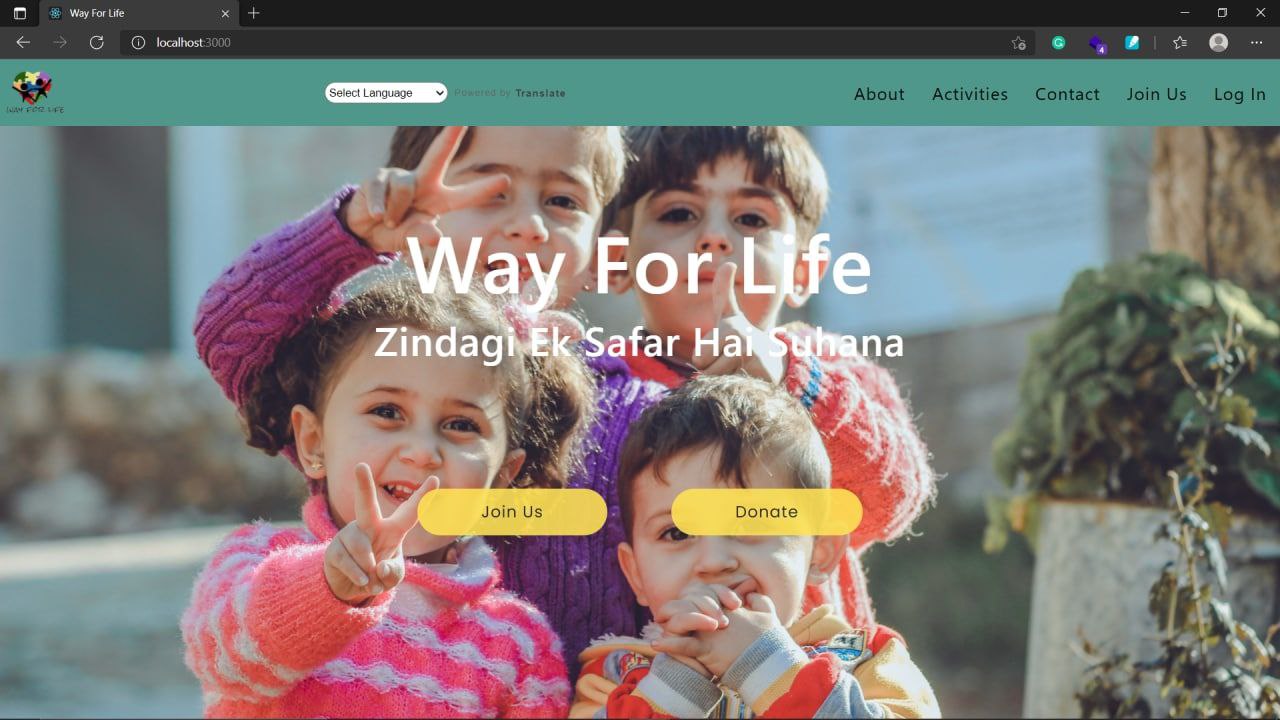 Way For Life
localhost:3000
4
WAY FOR LIFE
Select Language
Powered by Translate
About Activities Contact Join Us Log In
Way For Life
Zindagi Ek Safar Hai Suhana
Join Us Donate